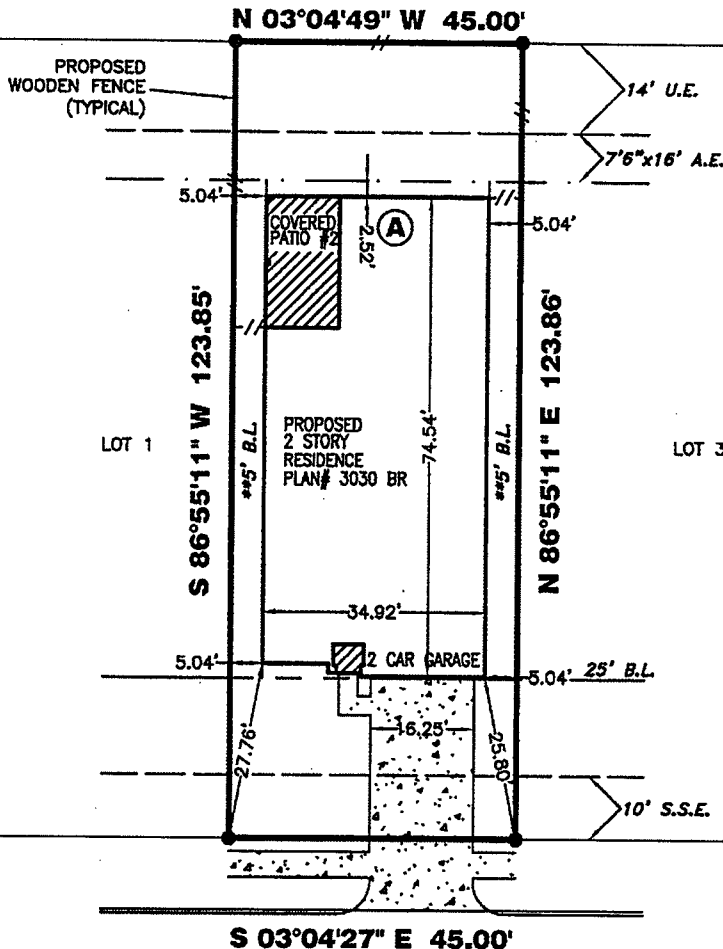 N 03°04'49" W 45.00'
PROPOSED
WOODEN FENCE
(TYPICAL)
14' U.E.
7'6"x16' A.E.
5.04'
COVERED
PATIO #2
2.52'
A
5.04'
S 86°55'11" W 123.85'
N 86°55'11" E 123.86'
LOT 1
**5' B.L.
PROPOSED
2 STORY
RESIDENCE
PLAN# 3030 BR
74.54'
**5' B.L.
LOT 3
34.92'
5.04'
2 CAR GARAGE
5.04'
25' B.L.
27.76'
16.25'
25.80'
10' S.S.E.
S 03°04'27" E 45.00'